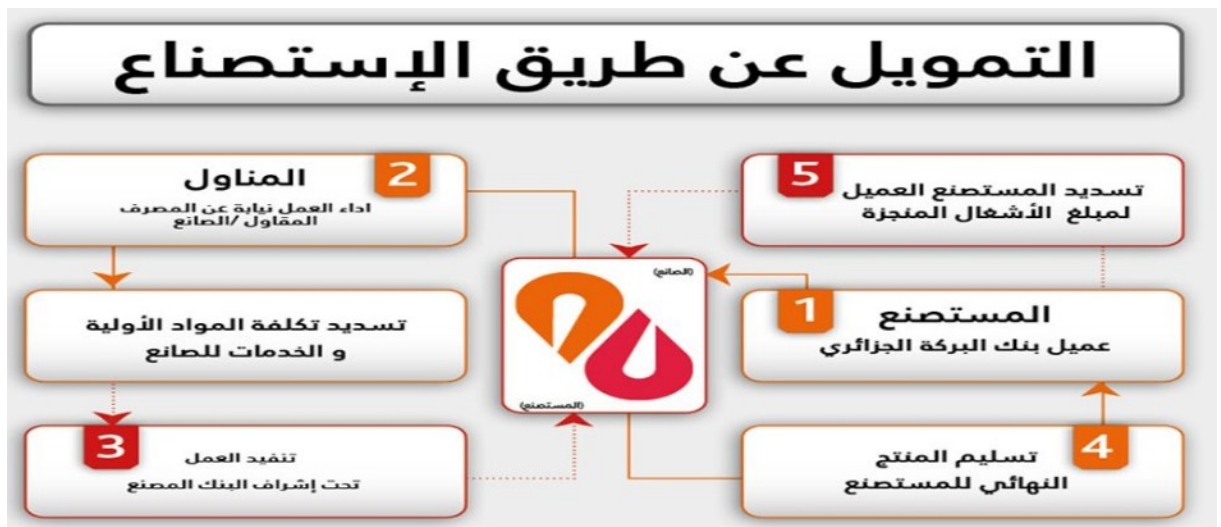 التمويل عن طريق الإستصناع
5
تسديد المستصنع العميل
لمبلغ الأشغال المنجزة
2
المناول
اداء العمل نيابة عن المصرف
المقاول /الصانع
(الصانع)
1
المستصنع
عميل بنك البركة الجزائري
تسديد تكلفة المواد الأولية
و الخدمات للصانع
(المستصنع)
4
تسليم المنتج
النهائي للمستصنع
3
تنفيد العمل
تحت إشراف البنك المصنع